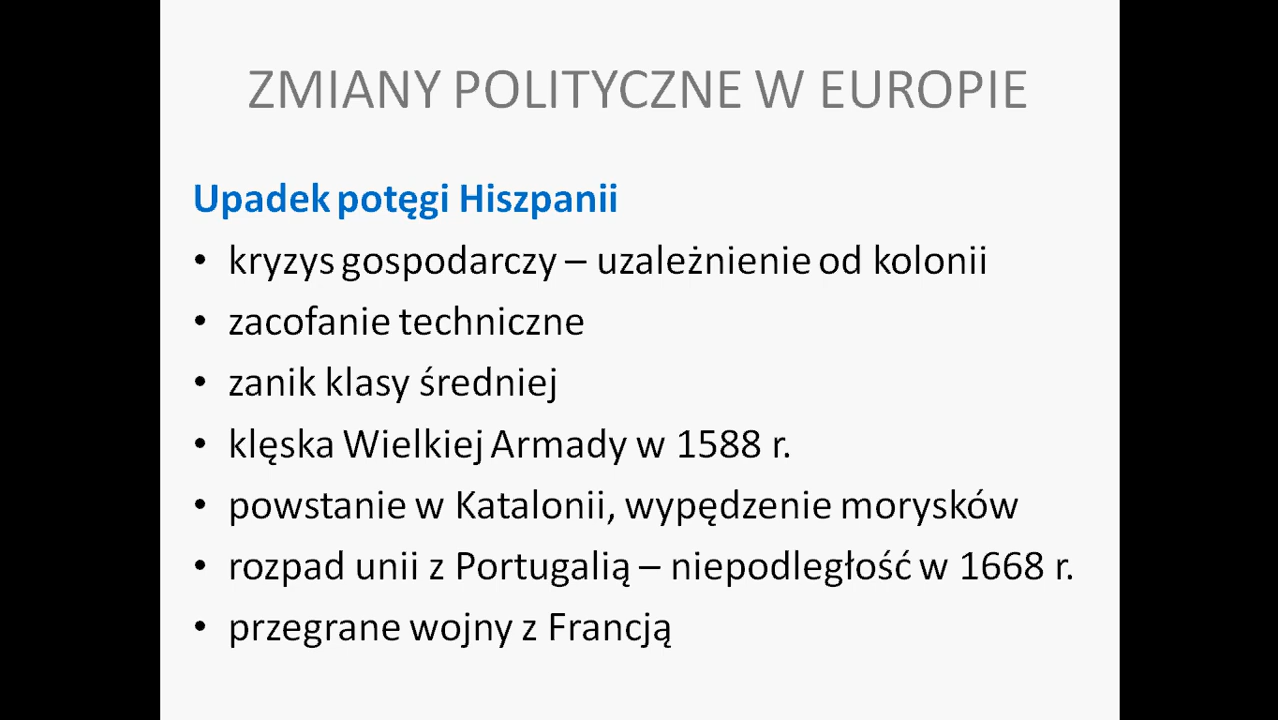 ZMIANY POLITYCZNE W EUROPIE
Upadek potęgi Hiszpanii
• kryzys gospodarczy – uzależnienie od kolonii
• zacofanie techniczne
• zanik klasy średniej
• klęska Wielkiej Armady w 1588 r.
• powstanie w Katalonii, wypędzenie morysków
• rozpad unii z Portugalią – niepodległość w 1668 r.
• przegrane wojny z Francją